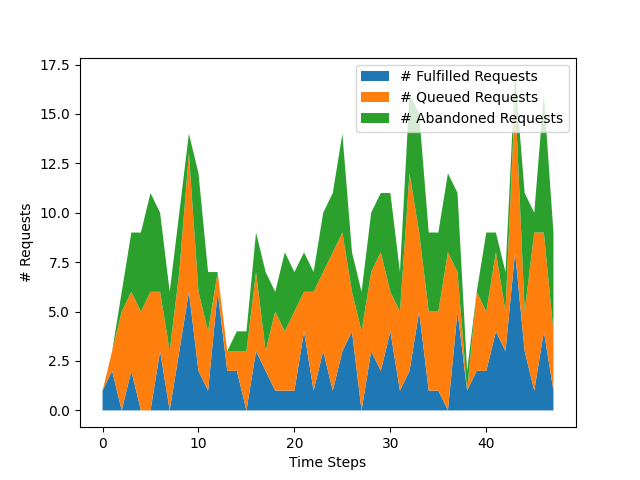 17.5
15.0
12.5
10.0
7.5
5.0
2.5
0.0
# Requests
# Fulfilled Requests
# Queued Requests
# Abandoned Requests
0
10
20
30
40
Time Steps